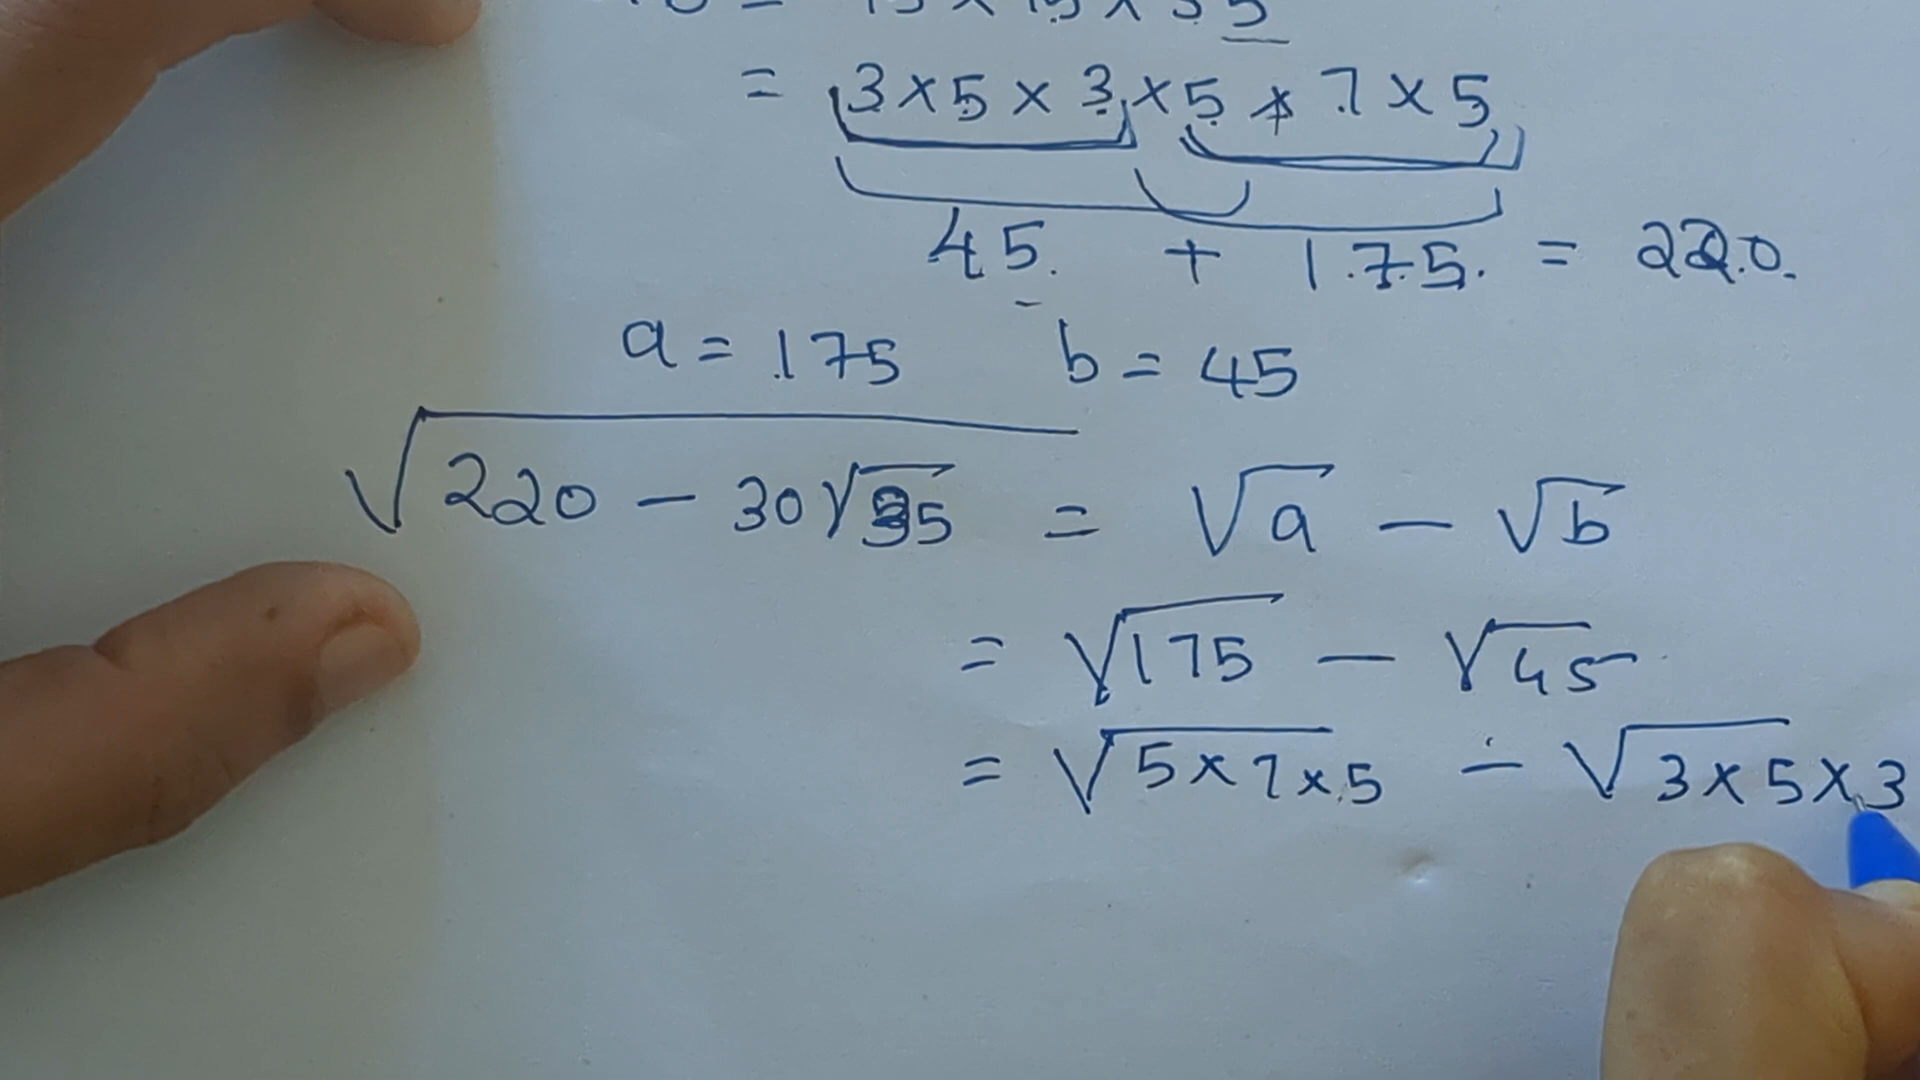 = 3 × 5 × 3 × 5 × 7 × 5
45 + 175 = 220.
a = 175 b = 45
√220 - 30√35 = √a - √b
= √175 - √45
= √5×7×5 - √3×5×3